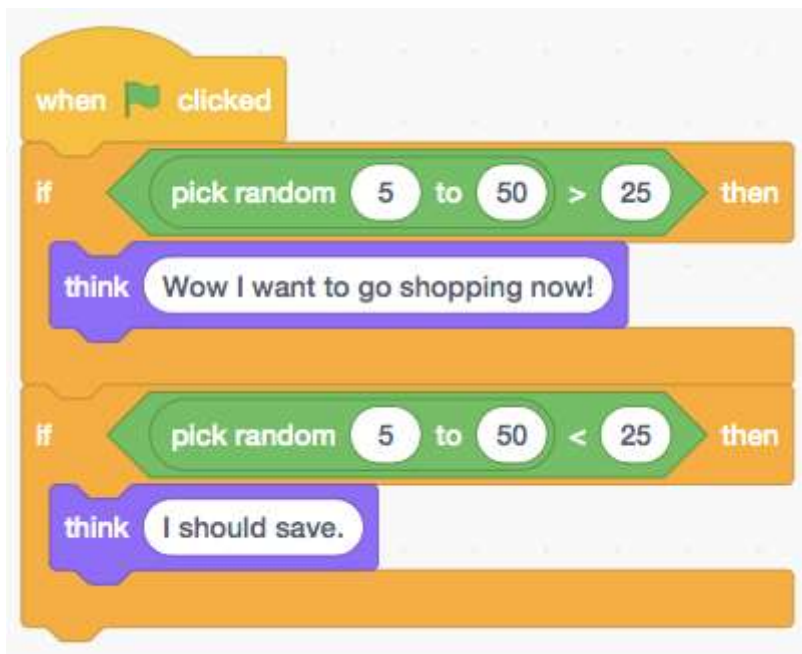 when clicked
if pick random 5 to 50 > 25 then
think Wow I want to go shopping now!
if pick random 5 to 50 < 25 then
think I should save.